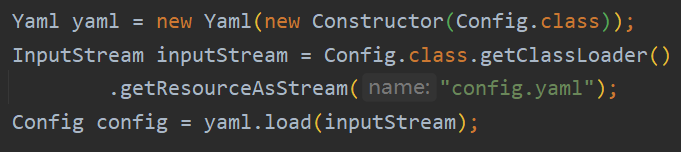 Yaml yaml = new Yaml(new Constructor(Config.class));
InputStream inputStream = Config.class.getClassLoader()
.getResourceAsStream( name: "config.yaml");
Config config = yaml.load(inputStream);